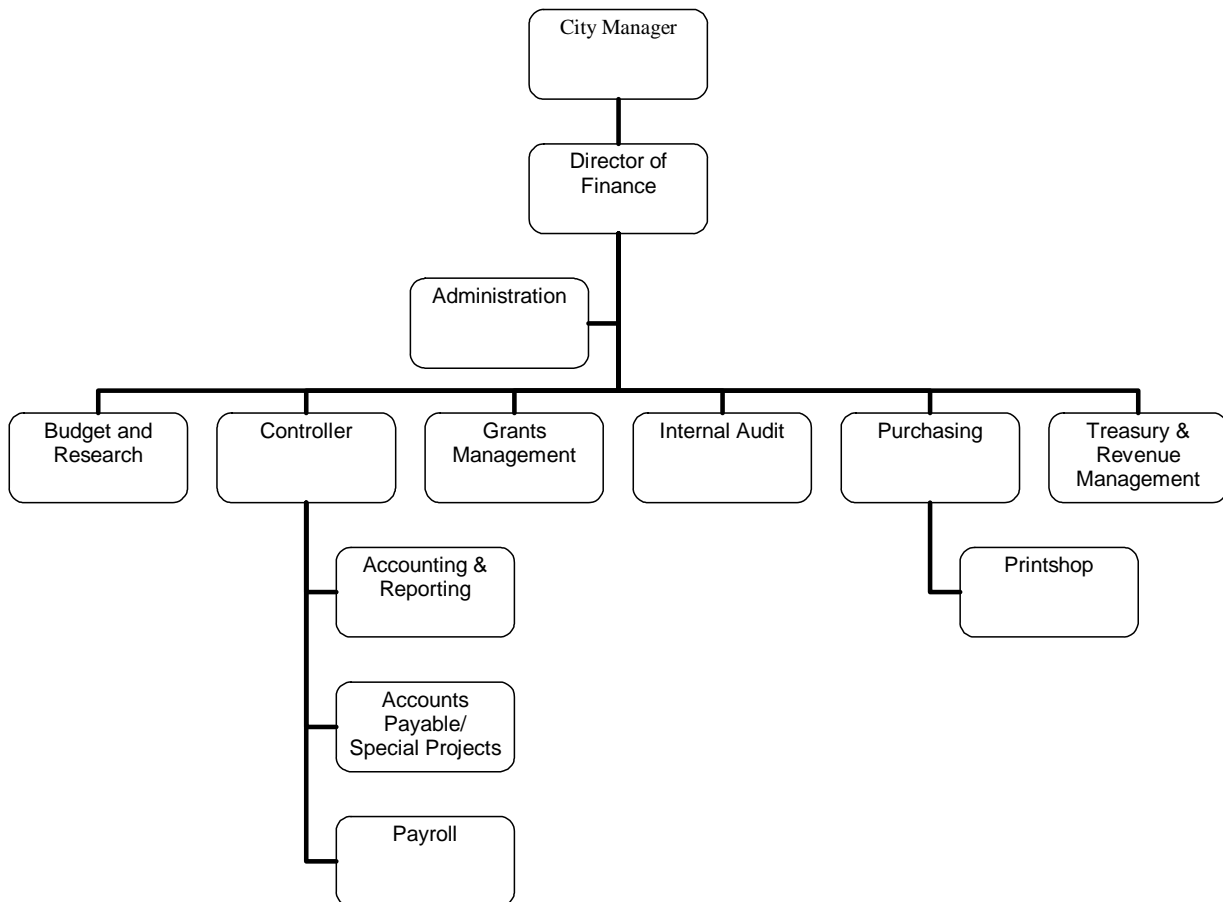 City Manager
Director of
Finance
Administration
Budget and
Research
Controller
Grants
Management
Internal Audit
Purchasing
Treasury &
Revenue
Management
Accounting &
Reporting
Printshop
Accounts
Payable/
Special Projects
Payroll